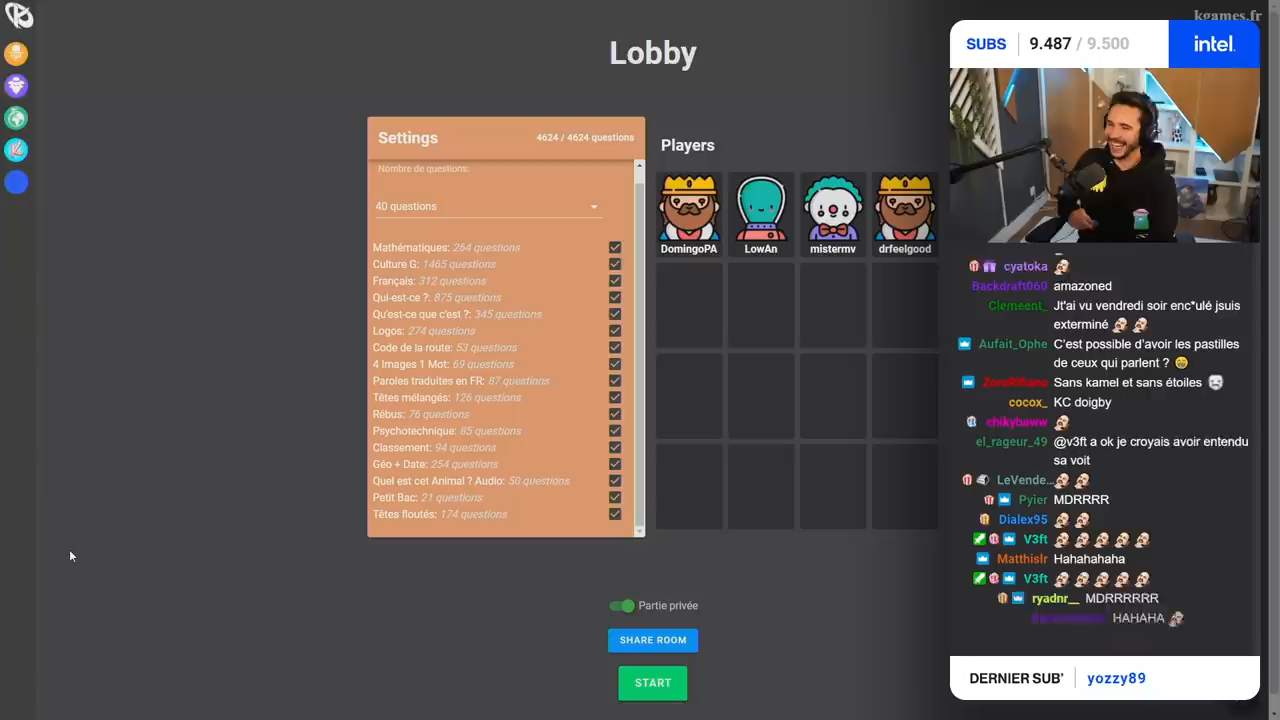 kgames.fr
Lobby
SUBS 9.487 / 9.500 intel.
Settings 4624 / 4624 questions
Nombre de questions:
40 questions
Mathématiques: 264 questions
Culture G: 1465 questions
Français: 312 questions
Qui-est-ce ?: 875 questions
Qu'est-ce que c'est ?: 345 questions
Logos: 274 questions
Code de la route: 53 questions
4 Images 1 Mot: 69 questions
Paroles traduites en FR: 87 questions
Têtes mélangés: 126 questions
Rébus: 76 questions
Psychotechnique: 85 questions
Classement: 94 questions
Géo + Date: 254 questions
Quel est cet Animal ? Audio: 50 questions
Petit Bac: 21 questions
Têtes floutés: 174 questions
Players
DomingoPA LowAn mistermv drfeelgood
Partie privée
SHARE ROOM
START
cyatoka
Backdraft060 amazoned
Clemeent_ Jt'ai vu vendredi soir enc*ulé jsuis
exterminé
Aufait_Ophe C'est possible d'avoir les pastilles
de ceux qui parlent ?
ZoroRifiano Sans kamel et sans étoiles
cocox_ KC doigby
chikybaww
el_rageur_49 @v3ft a ok je croyais avoir entendu
sa voit
LeVende...
Pyier MDRRRR
Dialex95
V3ft
Matthislr Hahahahaha
V3ft
ryadnr__ MDRRRRRR
HAHAHA
DERNIER SUB' yozzy89